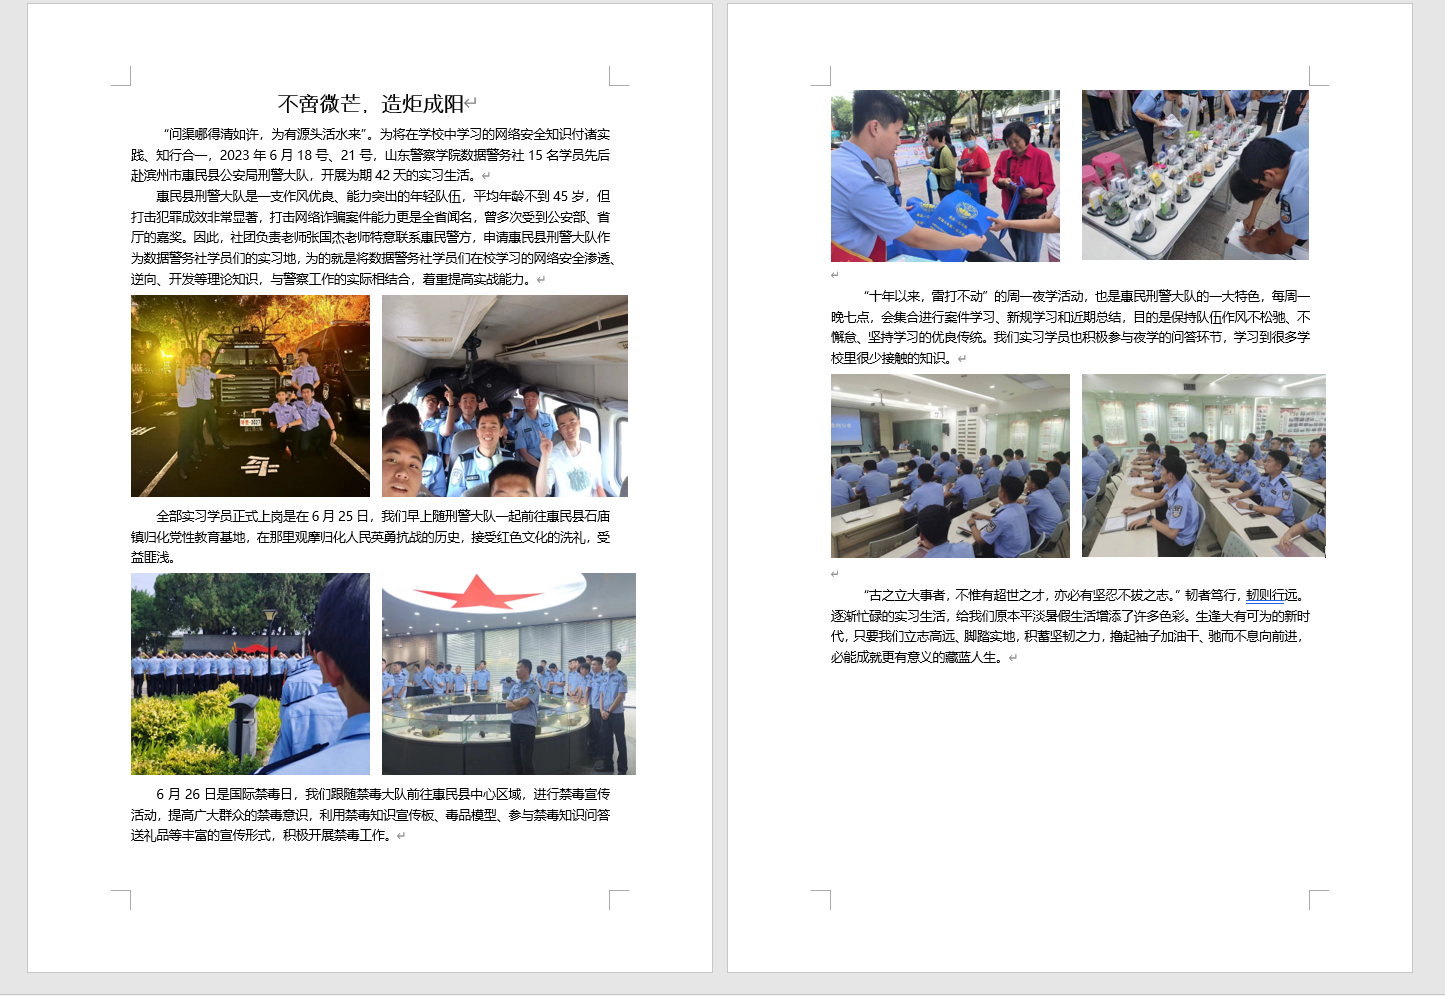 不啻微芒，造炬成阳
“问渠哪得清如许，为有源头活水来”。为将在学校中学习的网络安全知识付诸实
践、知行合一，2023 年 6 月 18 号、21 号，山东警察学院数据警务社 15 名学员先后
赴滨州市惠民县公安局刑警大队，开展为期 42 天的实习生活。
惠民县刑警大队是一支作风优良、能力突出的年轻队伍，平均年龄不到 45 岁，但
打击犯罪成效非常显著，打击网络诈骗案件能力更是全省闻名，曾多次受到公安部、省
厅的嘉奖。因此，社团负责老师张国杰老师特意联系惠民警方，申请惠民县刑警大队作
为数据警务社学员们的实习地，为的就是将数据警务社学员们在校学习的网络安全渗透、
逆向、开发等理论知识，与警察工作的实际相结合，着重提高实战能力。
全部实习学员正式上岗是在 6 月 25 日，我们早上随刑警大队一起前往惠民县石庙
镇归化党性教育基地，在那里观摩归化人民英勇抗战的历史，接受红色文化的洗礼，受
益匪浅。
6 月 26 日是国际禁毒日，我们跟随禁毒大队前往惠民县中心区域，进行禁毒宣传
活动，提高广大群众的禁毒意识，利用禁毒知识宣传板、毒品模型、参与禁毒知识问答
送礼品等丰富的宣传形式，积极开展禁毒工作。
“十年以来，雷打不动”的周一夜学活动，也是惠民刑警大队的一大特色，每周一
晚七点，会集合进行案件学习、新规学习和近期总结，目的是保持队伍作风不松驰、不
懈怠、坚持学习的优良传统。我们实习学员也积极参与夜学的问答环节，学习到很多学
校里很少接触的知识。
“古之立大事者，不惟有超世之才，亦必有坚忍不拔之志。”韧者笃行，韧则行远。
逐渐忙碌的实习生活，给我们原本平淡暑假生活增添了许多色彩。生逢大有可为的新时
代，只要我们立志高远、脚踏实地，积蓄坚韧之力，撸起袖子加油干、驰而不息向前进，
必能成就更有意义的藏蓝人生。